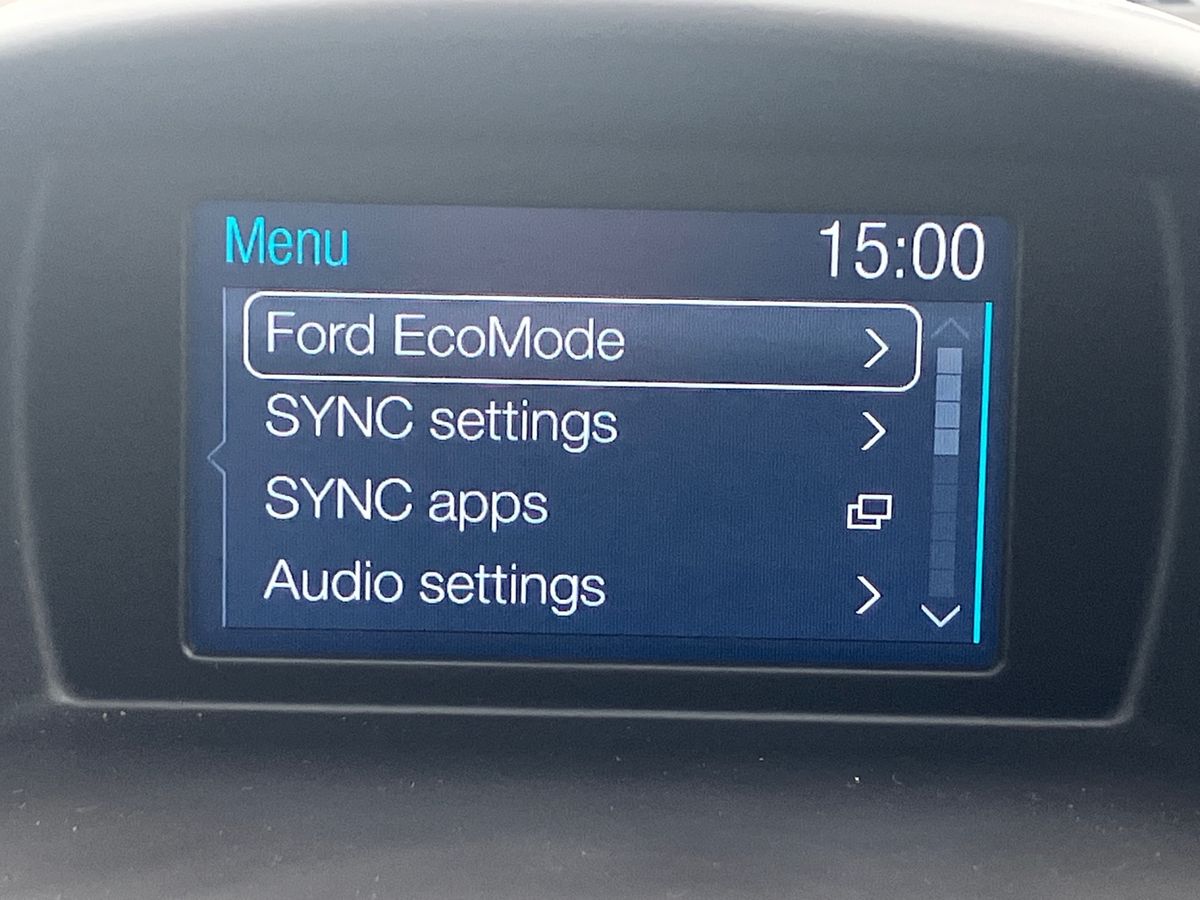 Menu 15:00
Ford EcoMode
SYNC settings
SYNC apps
Audio settings